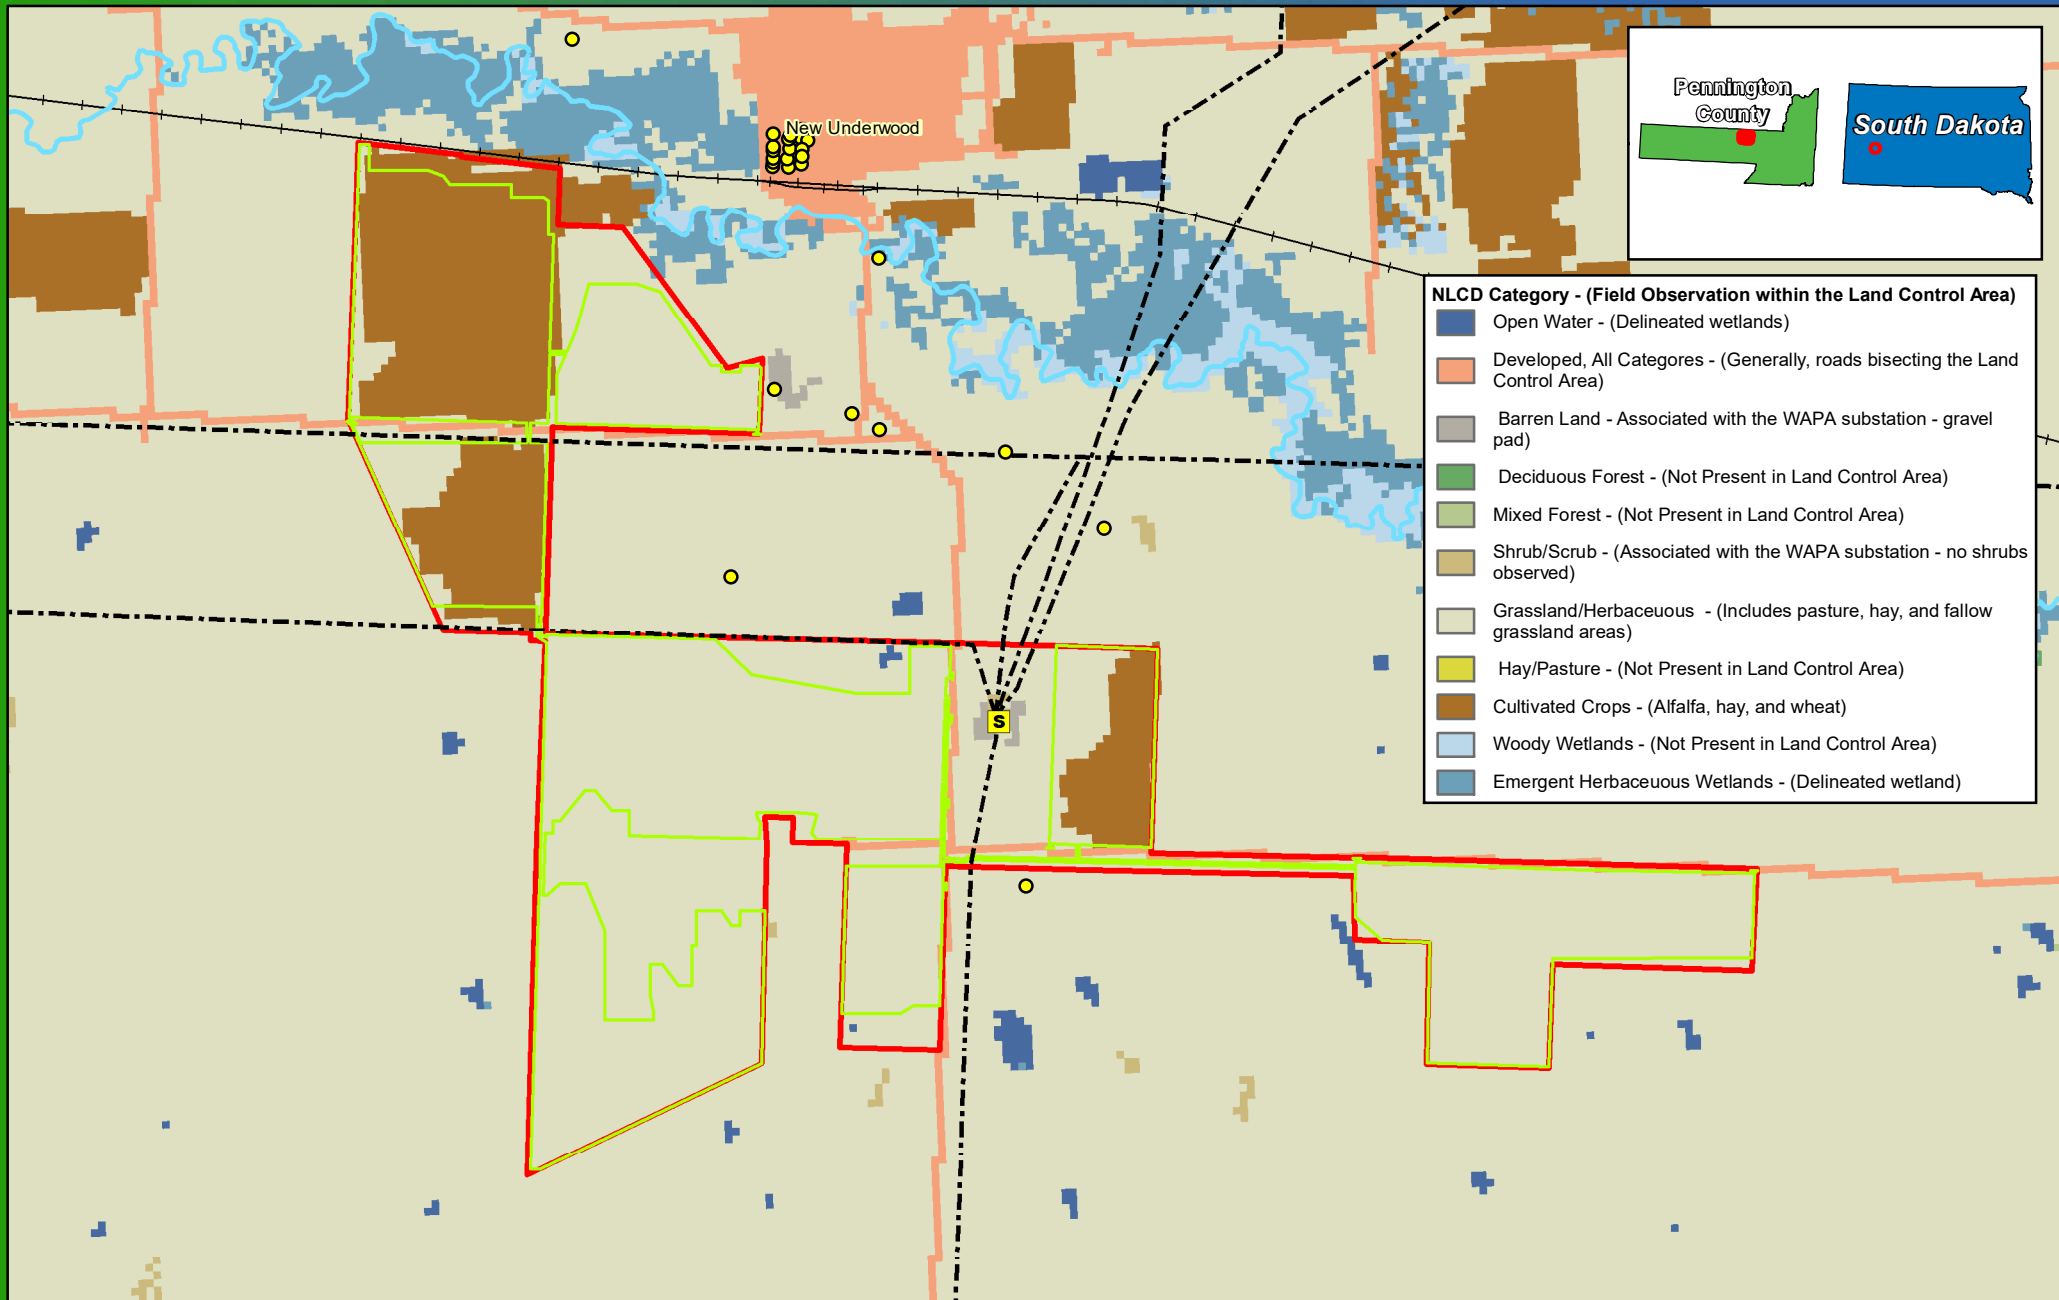 New Underwood
Pennington
County
South Dakota
NLCD Category - (Field Observation within the Land Control Area)
Open Water - (Delineated wetlands)
Developed, All Categores - (Generally, roads bisecting the Land
Control Area)
Barren Land - Associated with the WAPA substation - gravel
pad)
Deciduous Forest - (Not Present in Land Control Area)
Mixed Forest - (Not Present in Land Control Area)
Shrub/Scrub - (Associated with the WAPA substation - no shrubs
observed)
Grassland/Herbaceuous - (Includes pasture, hay, and fallow
grassland areas)
Hay/Pasture - (Not Present in Land Control Area)
Cultivated Crops - (Alfalfa, hay, and wheat)
Woody Wetlands - (Not Present in Land Control Area)
Emergent Herbaceuous Wetlands - (Delineated wetland)
S